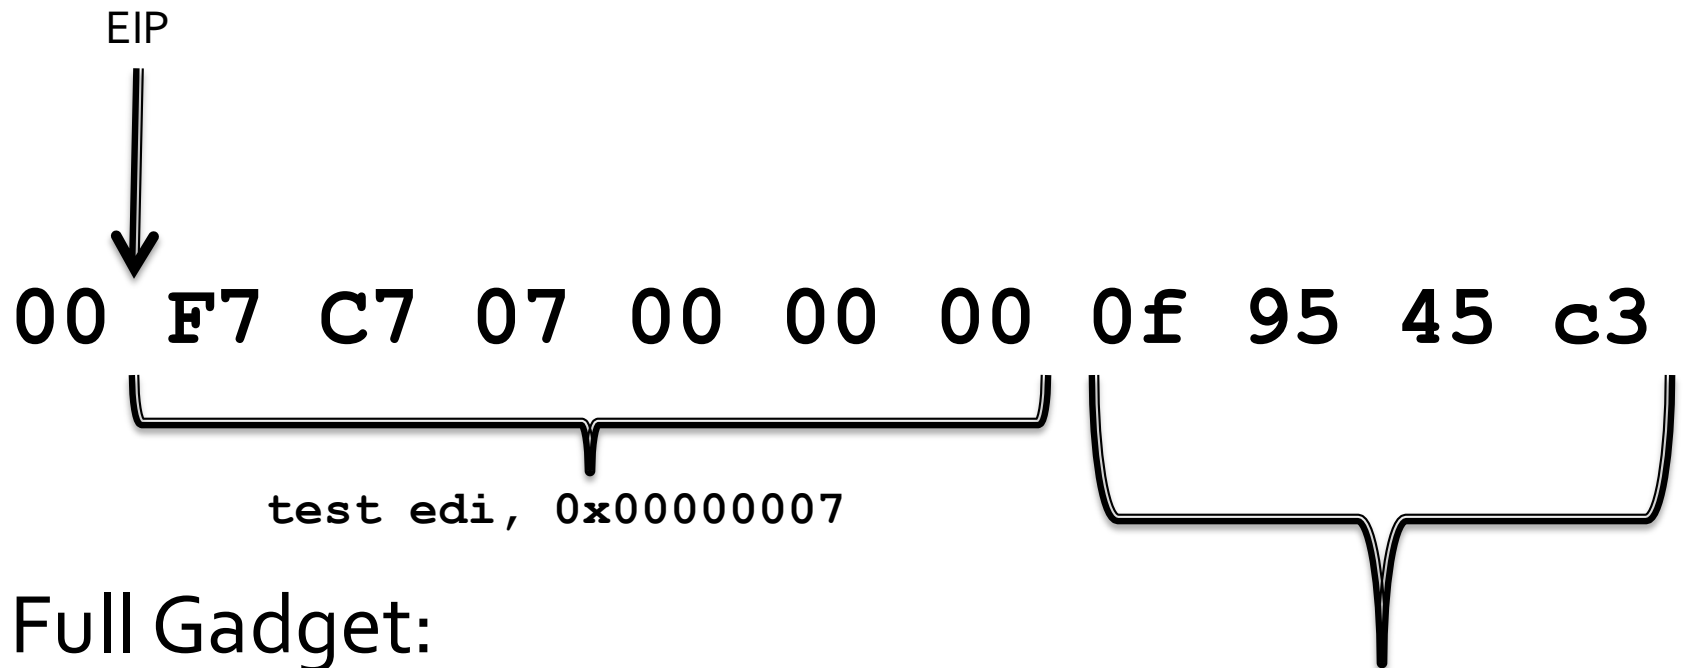 EIP
00 F7 C7 07 00 00 00 0f 95 45 c3
test edi, 0x00000007
Full Gadget: